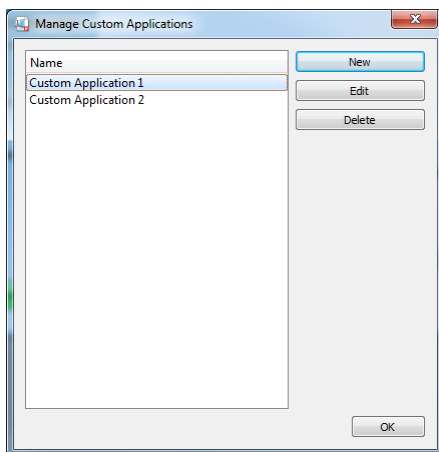 Manage Custom Applications
Name
New
Custom Application 1
Edit
Custom Application 2
Delete
OK